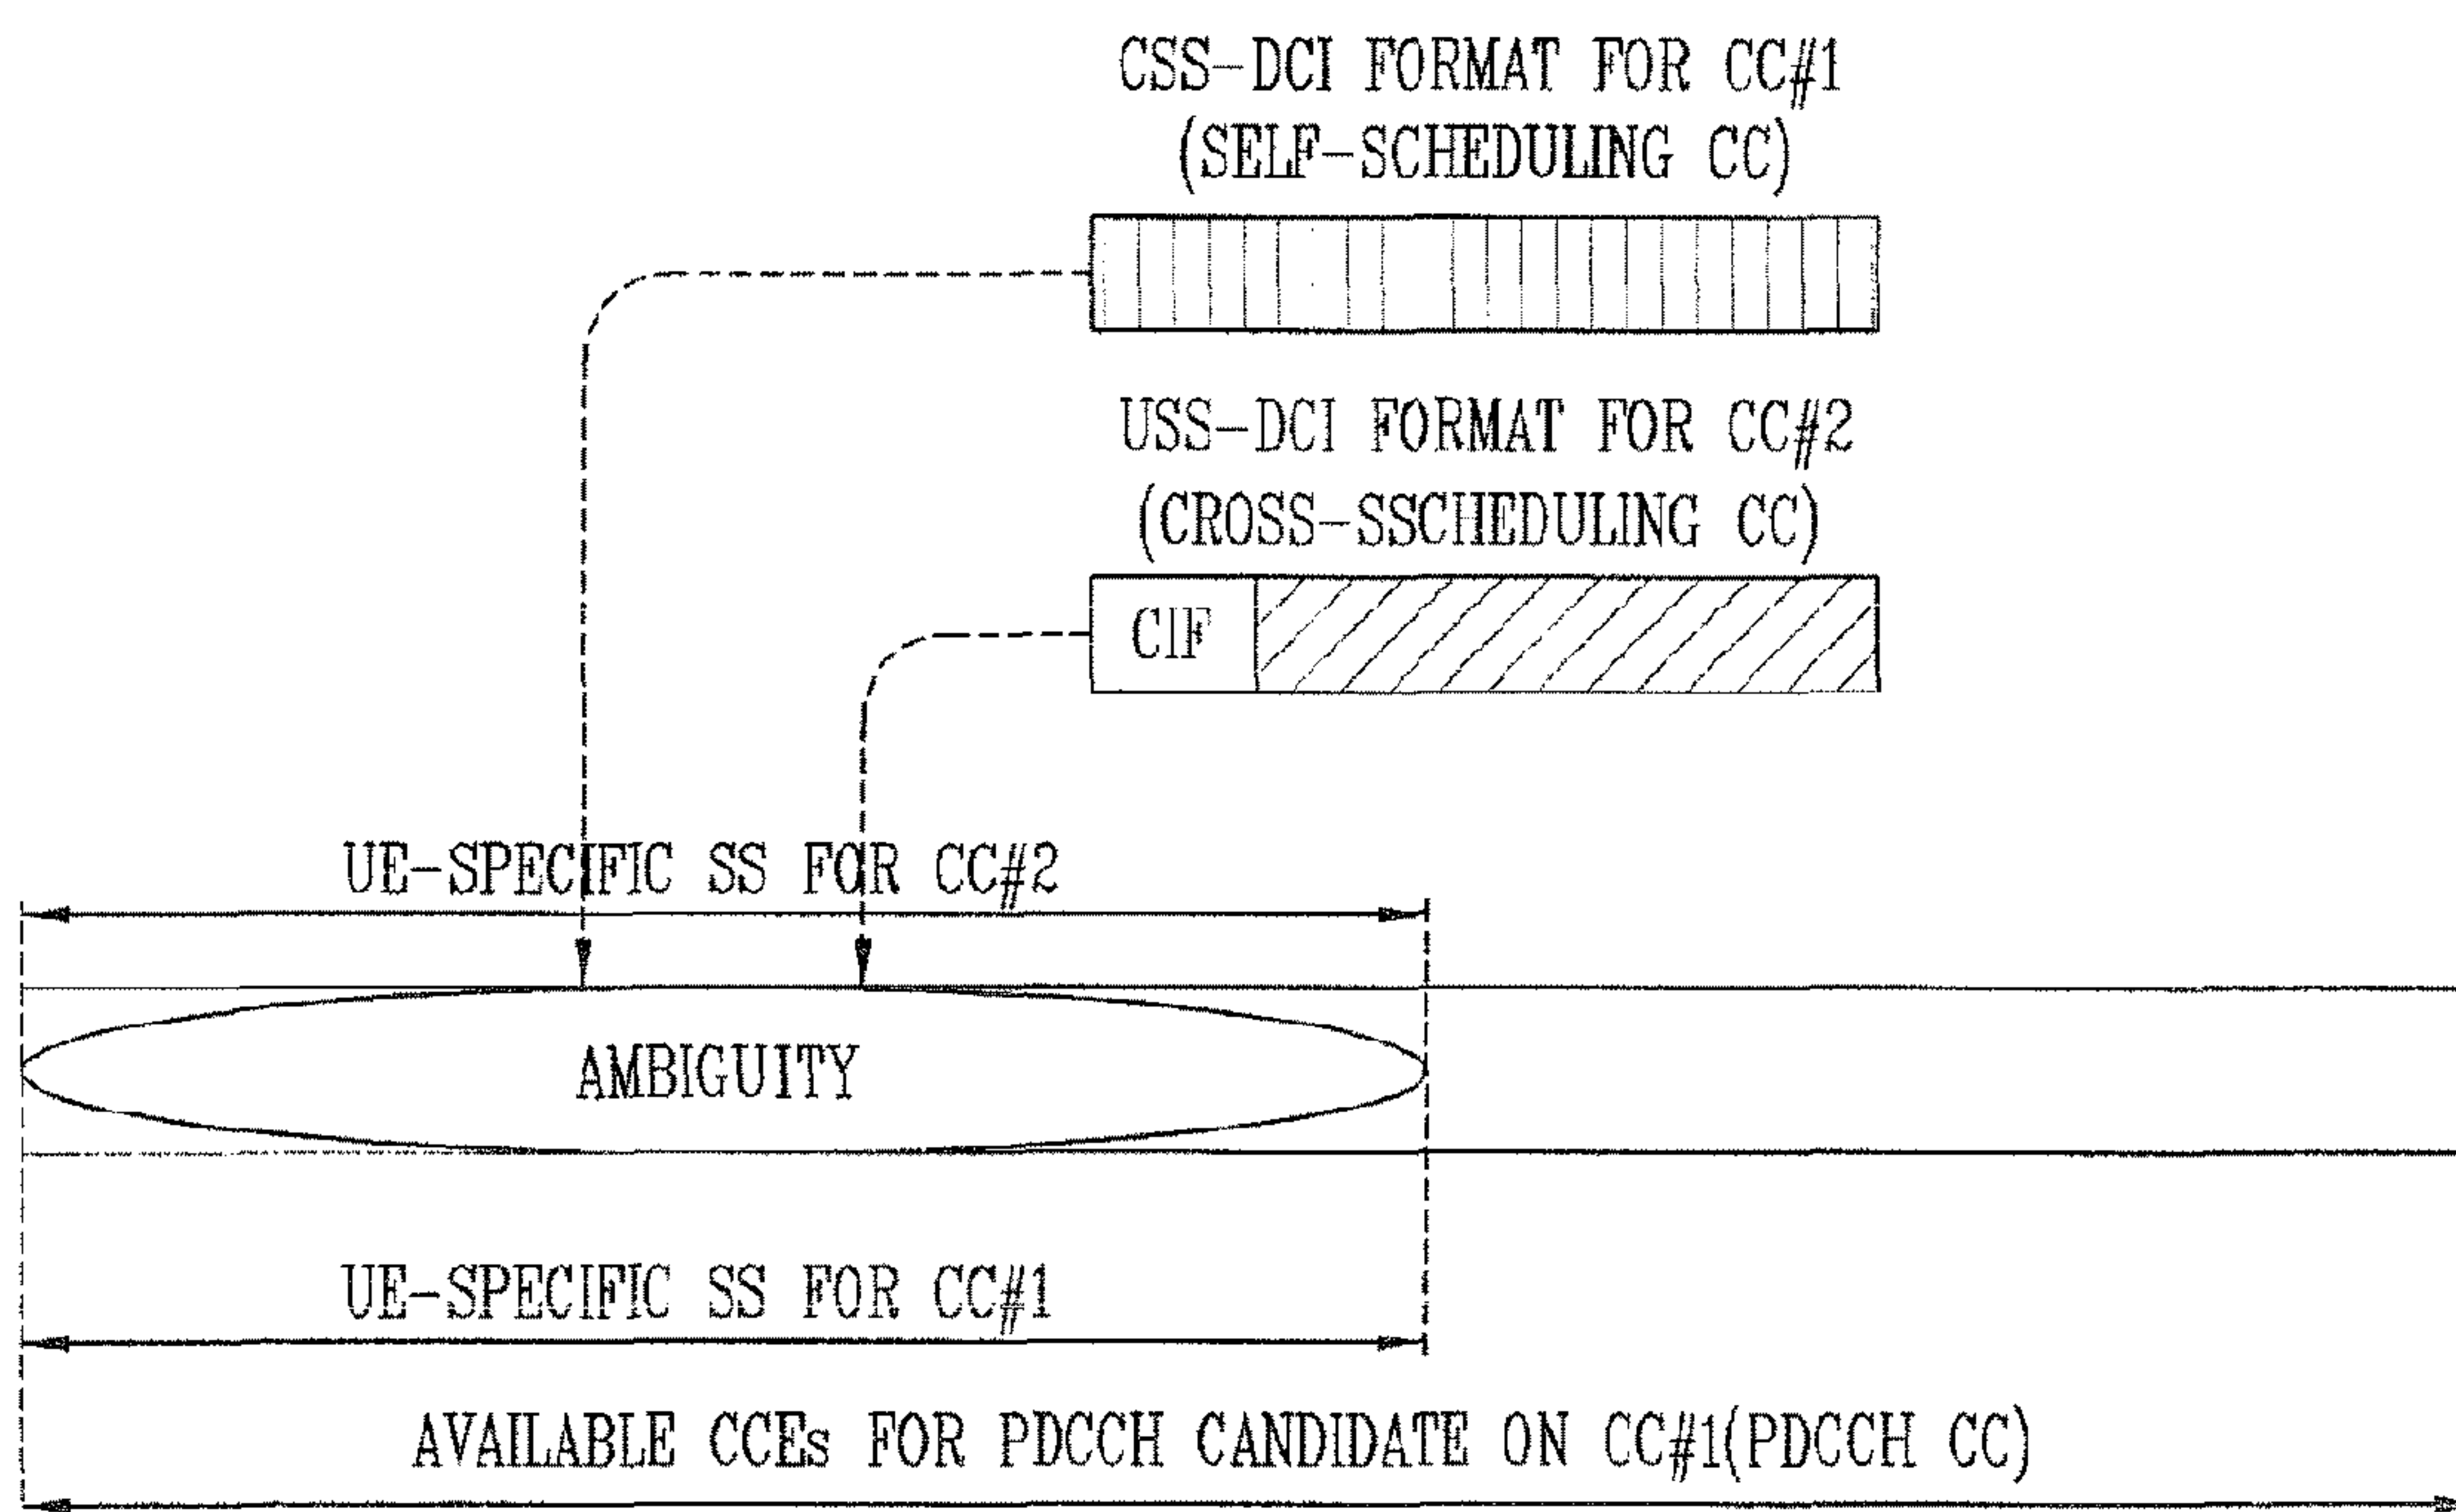 CSS-DCI FORMAT FOR CC#1
(SELF-SCHEDULING CC)
USS-DCI FORMAT FOR CC#2
(CROSS-SSCHEDULING CC)
CIF
UE-SPECIFIC SS FOR CC#2
AMBIGUITY
UE-SPECIFIC SS FOR CC#1
AVAILABLE CCEs FOR PDCCH CANDIDATE ON CC#1(PDCCH CC)